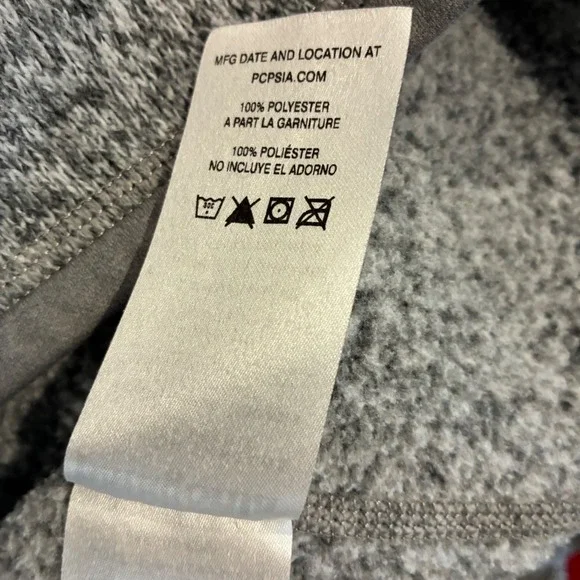 MFG DATE AND LOCATION AT
PCPSIA.COM
100% POLYESTER
A PART LA GARNITURE
100% POLIÉSTER
NO INCLUYE EL ADORNO